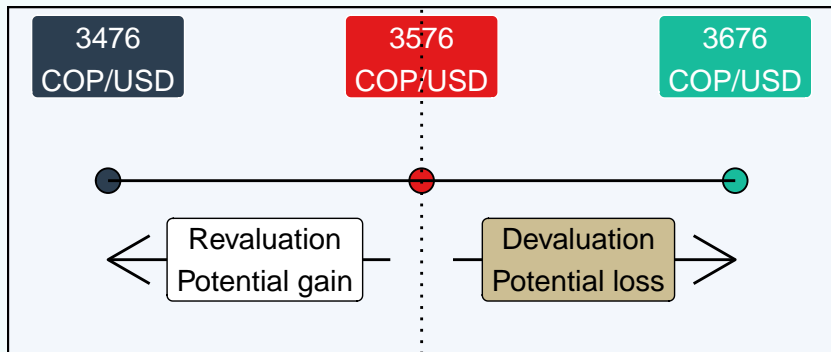 3476
COP/USD
3576
COP/USD
3676
COP/USD
Revaluation
Potential gain
Devaluation
Potential loss